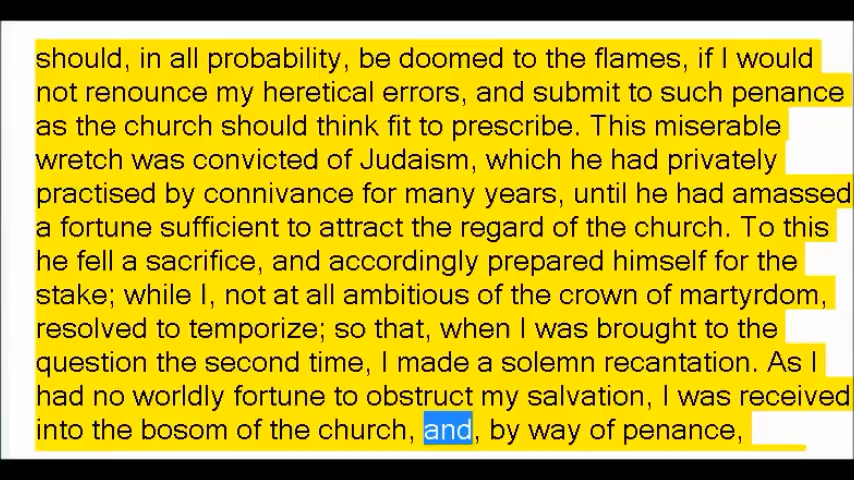 should, in all probability, be doomed to the flames, if I would
not renounce my heretical errors, and submit to such penance
as the church should think fit to prescribe. This miserable
wretch was convicted of Judaism, which he had privately
practised by connivance for many years, until he had amassed
a fortune sufficient to attract the regard of the church. To this
he fell a sacrifice, and accordingly prepared himself for the
stake; while I, not at all ambitious of the crown of martyrdom,
resolved to temporize; so that, when I was brought to the
question the second time, I made a solemn recantation. As I
had no worldly fortune to obstruct my salvation, I was received
into the bosom of the church, and, by way of penance,